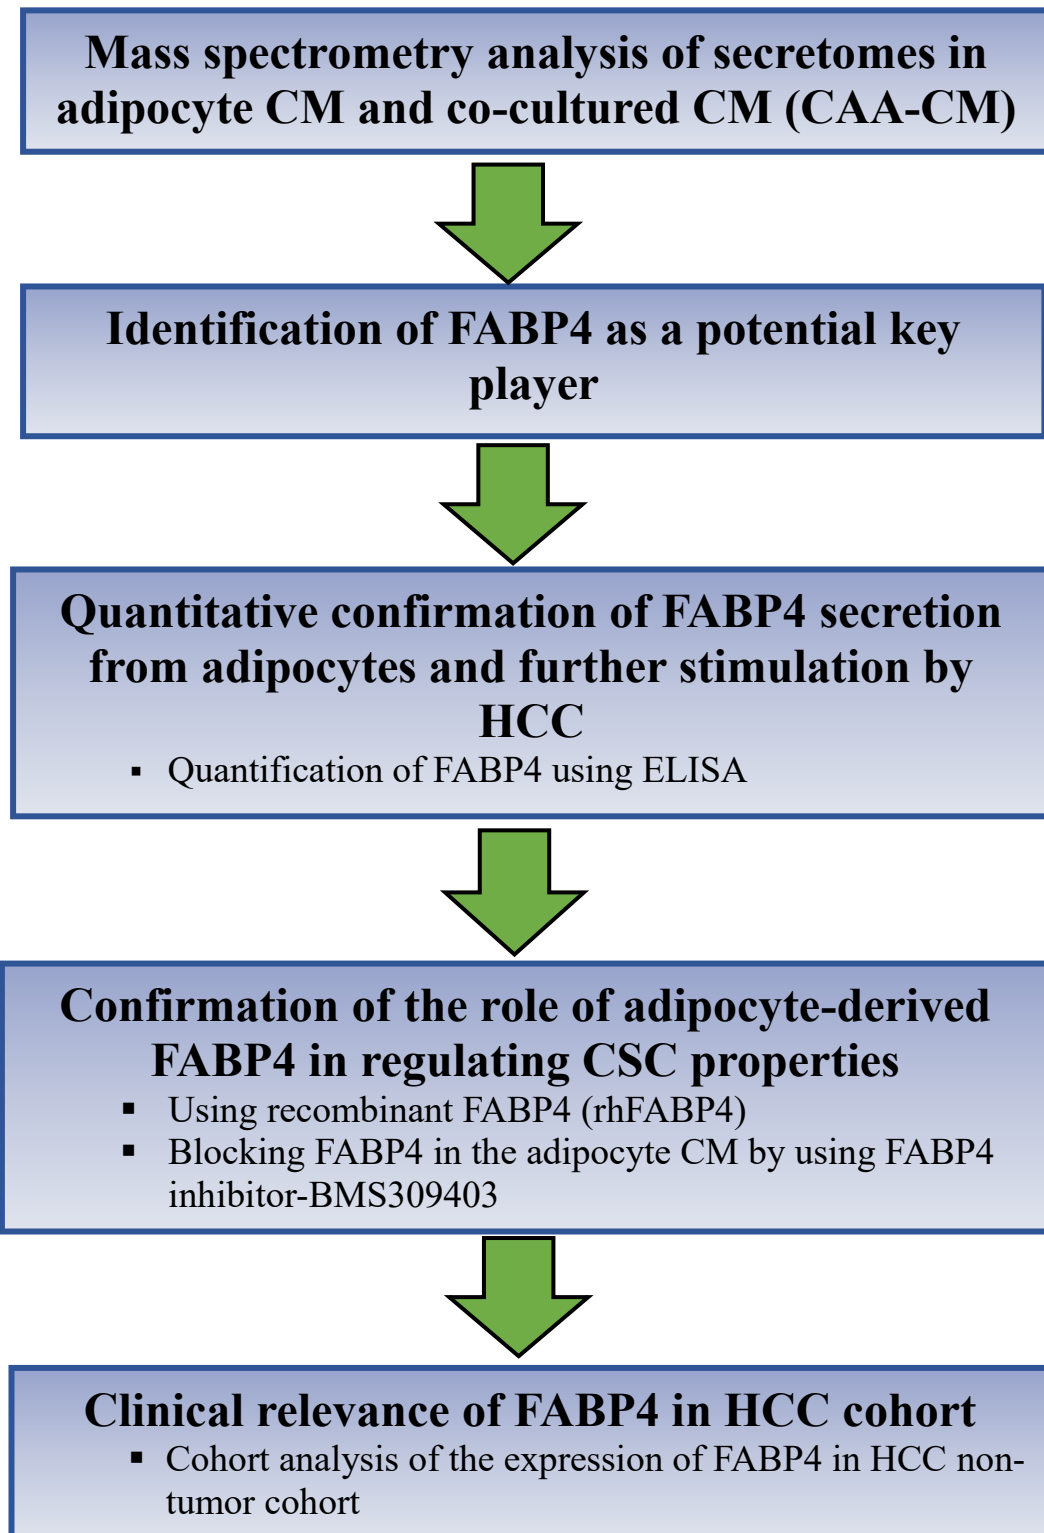 Mass spectrometry analysis of secretomes in
adipocyte CM and co-cultured CM (CAA-CM)
Identification of FABP4 as a potential key
player
Quantitative confirmation of FABP4 secretion
from adipocytes and further stimulation by
HCC
▪ Quantification of FABP4 using ELISA
Confirmation of the role of adipocyte-derived
FABP4 in regulating CSC properties
▪ Using recombinant FABP4 (rhFABP4)
▪ Blocking FABP4 in the adipocyte CM by using FABP4
inhibitor-BMS309403
Clinical relevance of FABP4 in HCC cohort
▪ Cohort analysis of the expression of FABP4 in HCC non-
tumor cohort